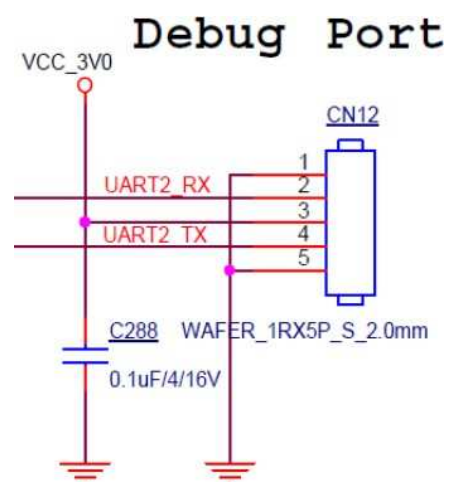 Debug Port
VCC_3V0
CN12
1
UART2_RX
2
3
UART2_TX
4
5
C288
WAFER_1RX5P_S_2.0mm
0.1uF/4/16V